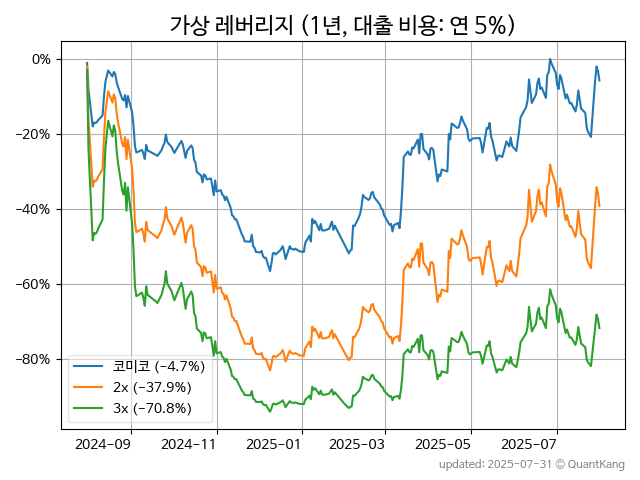 가상 레버리지 (1년, 대출 비용: 연 5%)
0%
−20%
−40%
−60%
−80%
코미코 (−4.7%)
2x (−37.9%)
3x (−70.8%)
2024-09 2024-11 2025-01 2025-03 2025-05 2025-07
updated: 2025-07-31 © QuantKang